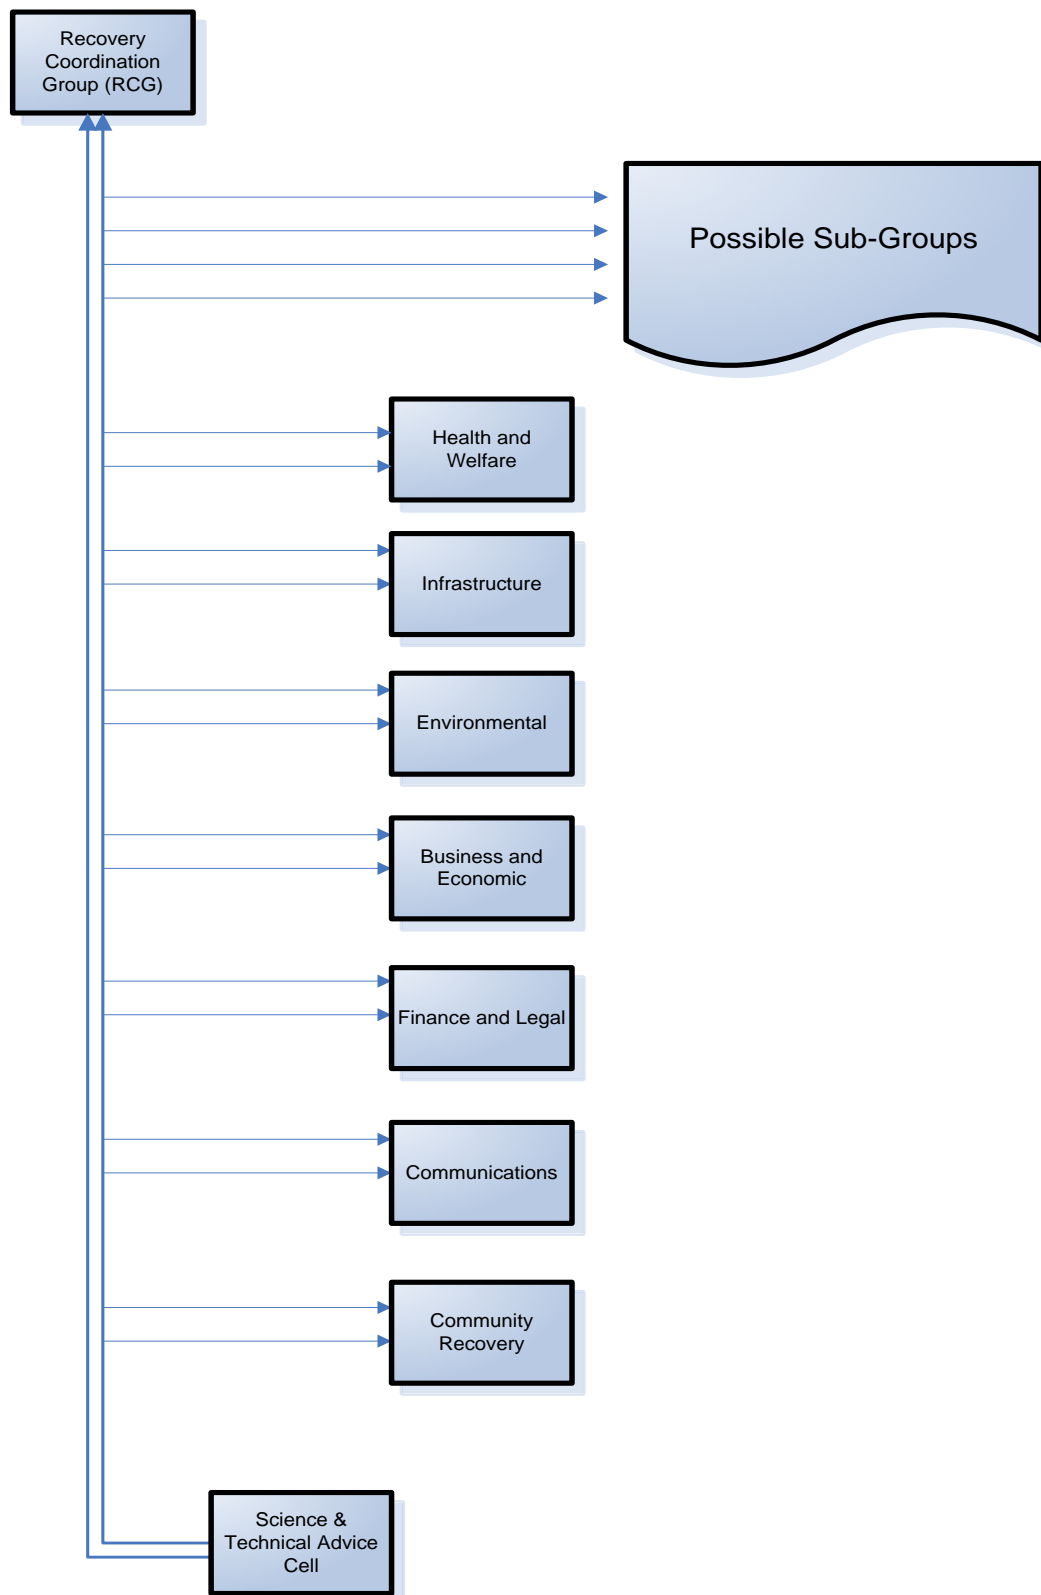 Recovery
Coordination
Group (RCG)
Possible Sub-Groups
Health and
Welfare
Infrastructure
Environmental
Business and
Economic
Finance and Legal
Communications
Community
Recovery
Science &
Technical Advice
Cell